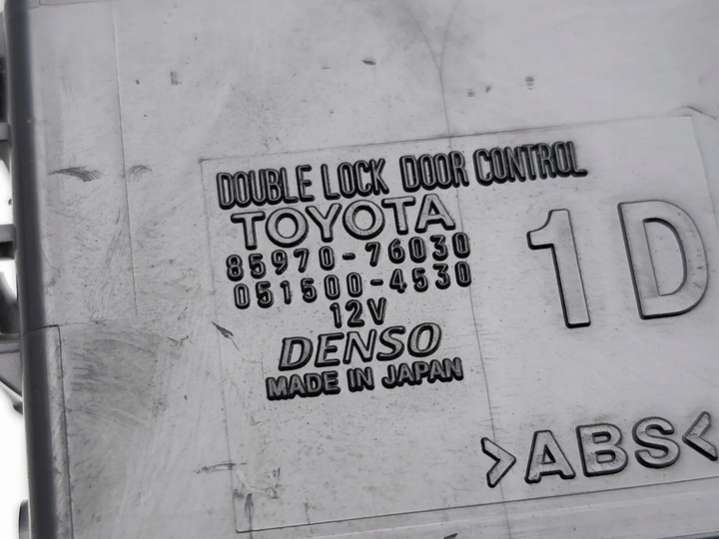 DOUBLE LOCK DOOR CONTROL
TOYOTA
85970-76030
051500-4530
12V
DENSO
MADE IN JAPAN
1D
>ABS<